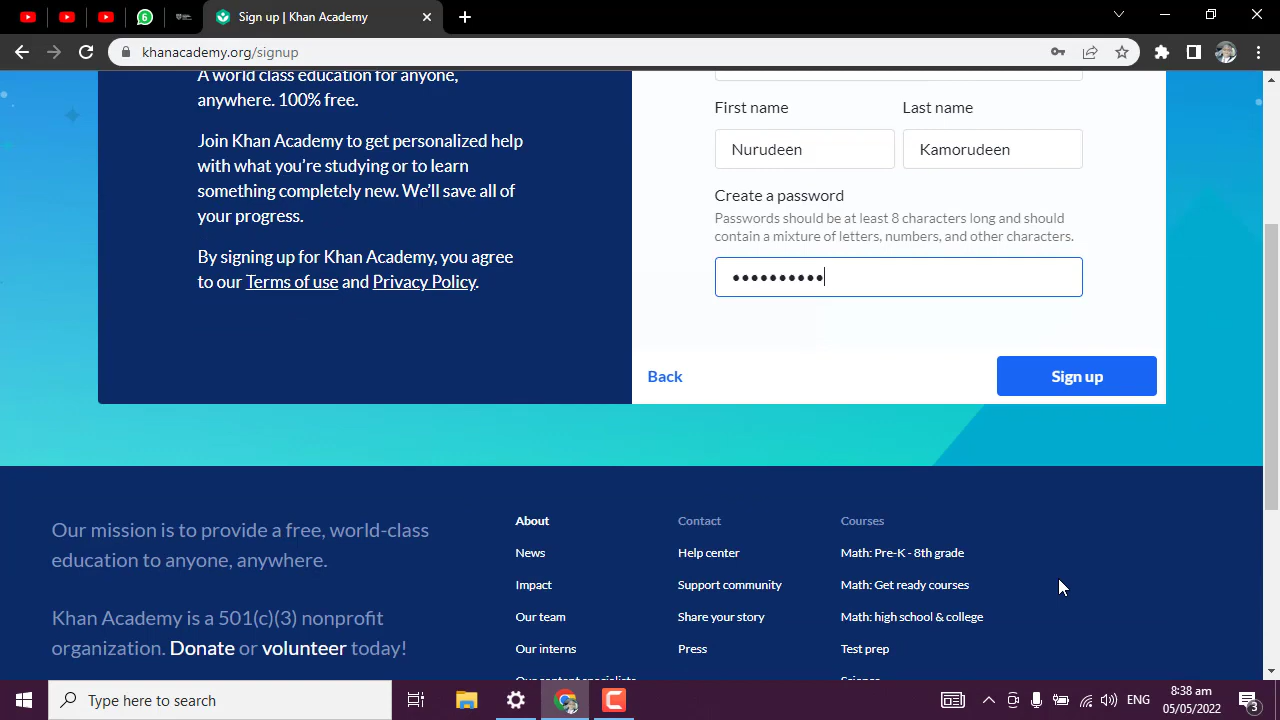 6
Sign up | Khan Academy
khanacademy.org/signup
A world class education for anyone,
anywhere. 100% free.
Join Khan Academy to get personalized help
with what you’re studying or to learn
something completely new. We’ll save all of
your progress.
By signing up for Khan Academy, you agree
to our Terms of use and Privacy Policy.
First name
Last name
Nurudeen
Kamorudeen
Create a password
Passwords should be at least 8 characters long and should
contain a mixture of letters, numbers, and other characters.
••••••••••
Back
Sign up
Our mission is to provide a free, world-class
education to anyone, anywhere.
Khan Academy is a 501(c)(3) nonprofit
organization. Donate or volunteer today!
About
News
Impact
Our team
Our interns
Our content specialists
Contact
Help center
Support community
Share your story
Press
Courses
Math: Pre-K - 8th grade
Math: Get ready courses
Math: high school & college
Test prep
Science
Type here to search
ENG
8:38 am
05/05/2022
3